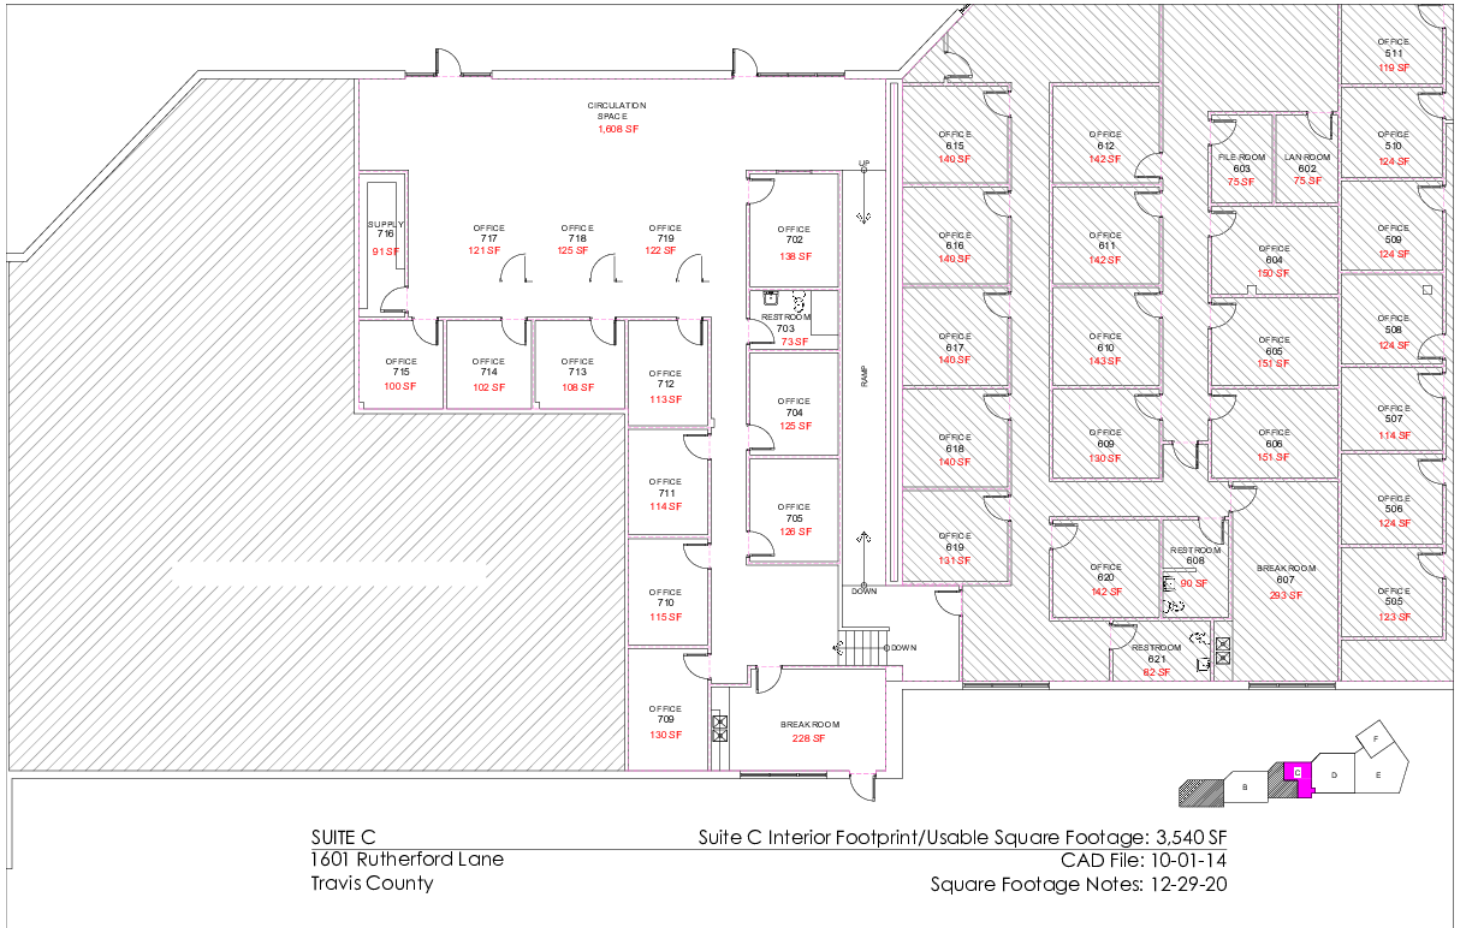 CIRCULATION
SPACE
1,608 SF
SUPPLY
716
91 SF
OFFICE
717
121 SF
OFFICE
718
125 SF
OFFICE
719
122 SF
OFFICE
702
138 SF
RESTROOM
703
73 SF
OFFICE
715
100 SF
OFFICE
714
102 SF
OFFICE
713
108 SF
OFFICE
712
113 SF
OFFICE
704
125 SF
OFFICE
711
114 SF
OFFICE
705
126 SF
OFFICE
710
115 SF
OFFICE
709
130 SF
BREAKROOM
228 SF
UP
RAMP
DOWN
DOWN
OFFICE
615
140 SF
OFFICE
616
140 SF
OFFICE
617
140 SF
OFFICE
618
140 SF
OFFICE
619
131 SF
OFFICE
612
142 SF
OFFICE
611
142 SF
OFFICE
610
143 SF
OFFICE
609
130 SF
OFFICE
620
142 SF
RESTROOM
608
90 SF
RESTROOM
621
82 SF
FILE ROOM
603
75 SF
LAN ROOM
602
75 SF
OFFICE
604
150 SF
OFFICE
605
151 SF
OFFICE
606
151 SF
BREAKROOM
607
293 SF
OFFICE
511
119 SF
OFFICE
510
124 SF
OFFICE
509
124 SF
OFFICE
508
124 SF
OFFICE
507
114 SF
OFFICE
506
124 SF
OFFICE
505
123 SF
B
C
D
E
F
SUITE C
1601 Rutherford Lane
Travis County
Suite C Interior Footprint/Usable Square Footage: 3,540 SF
CAD File: 10-01-14
Square Footage Notes: 12-29-20